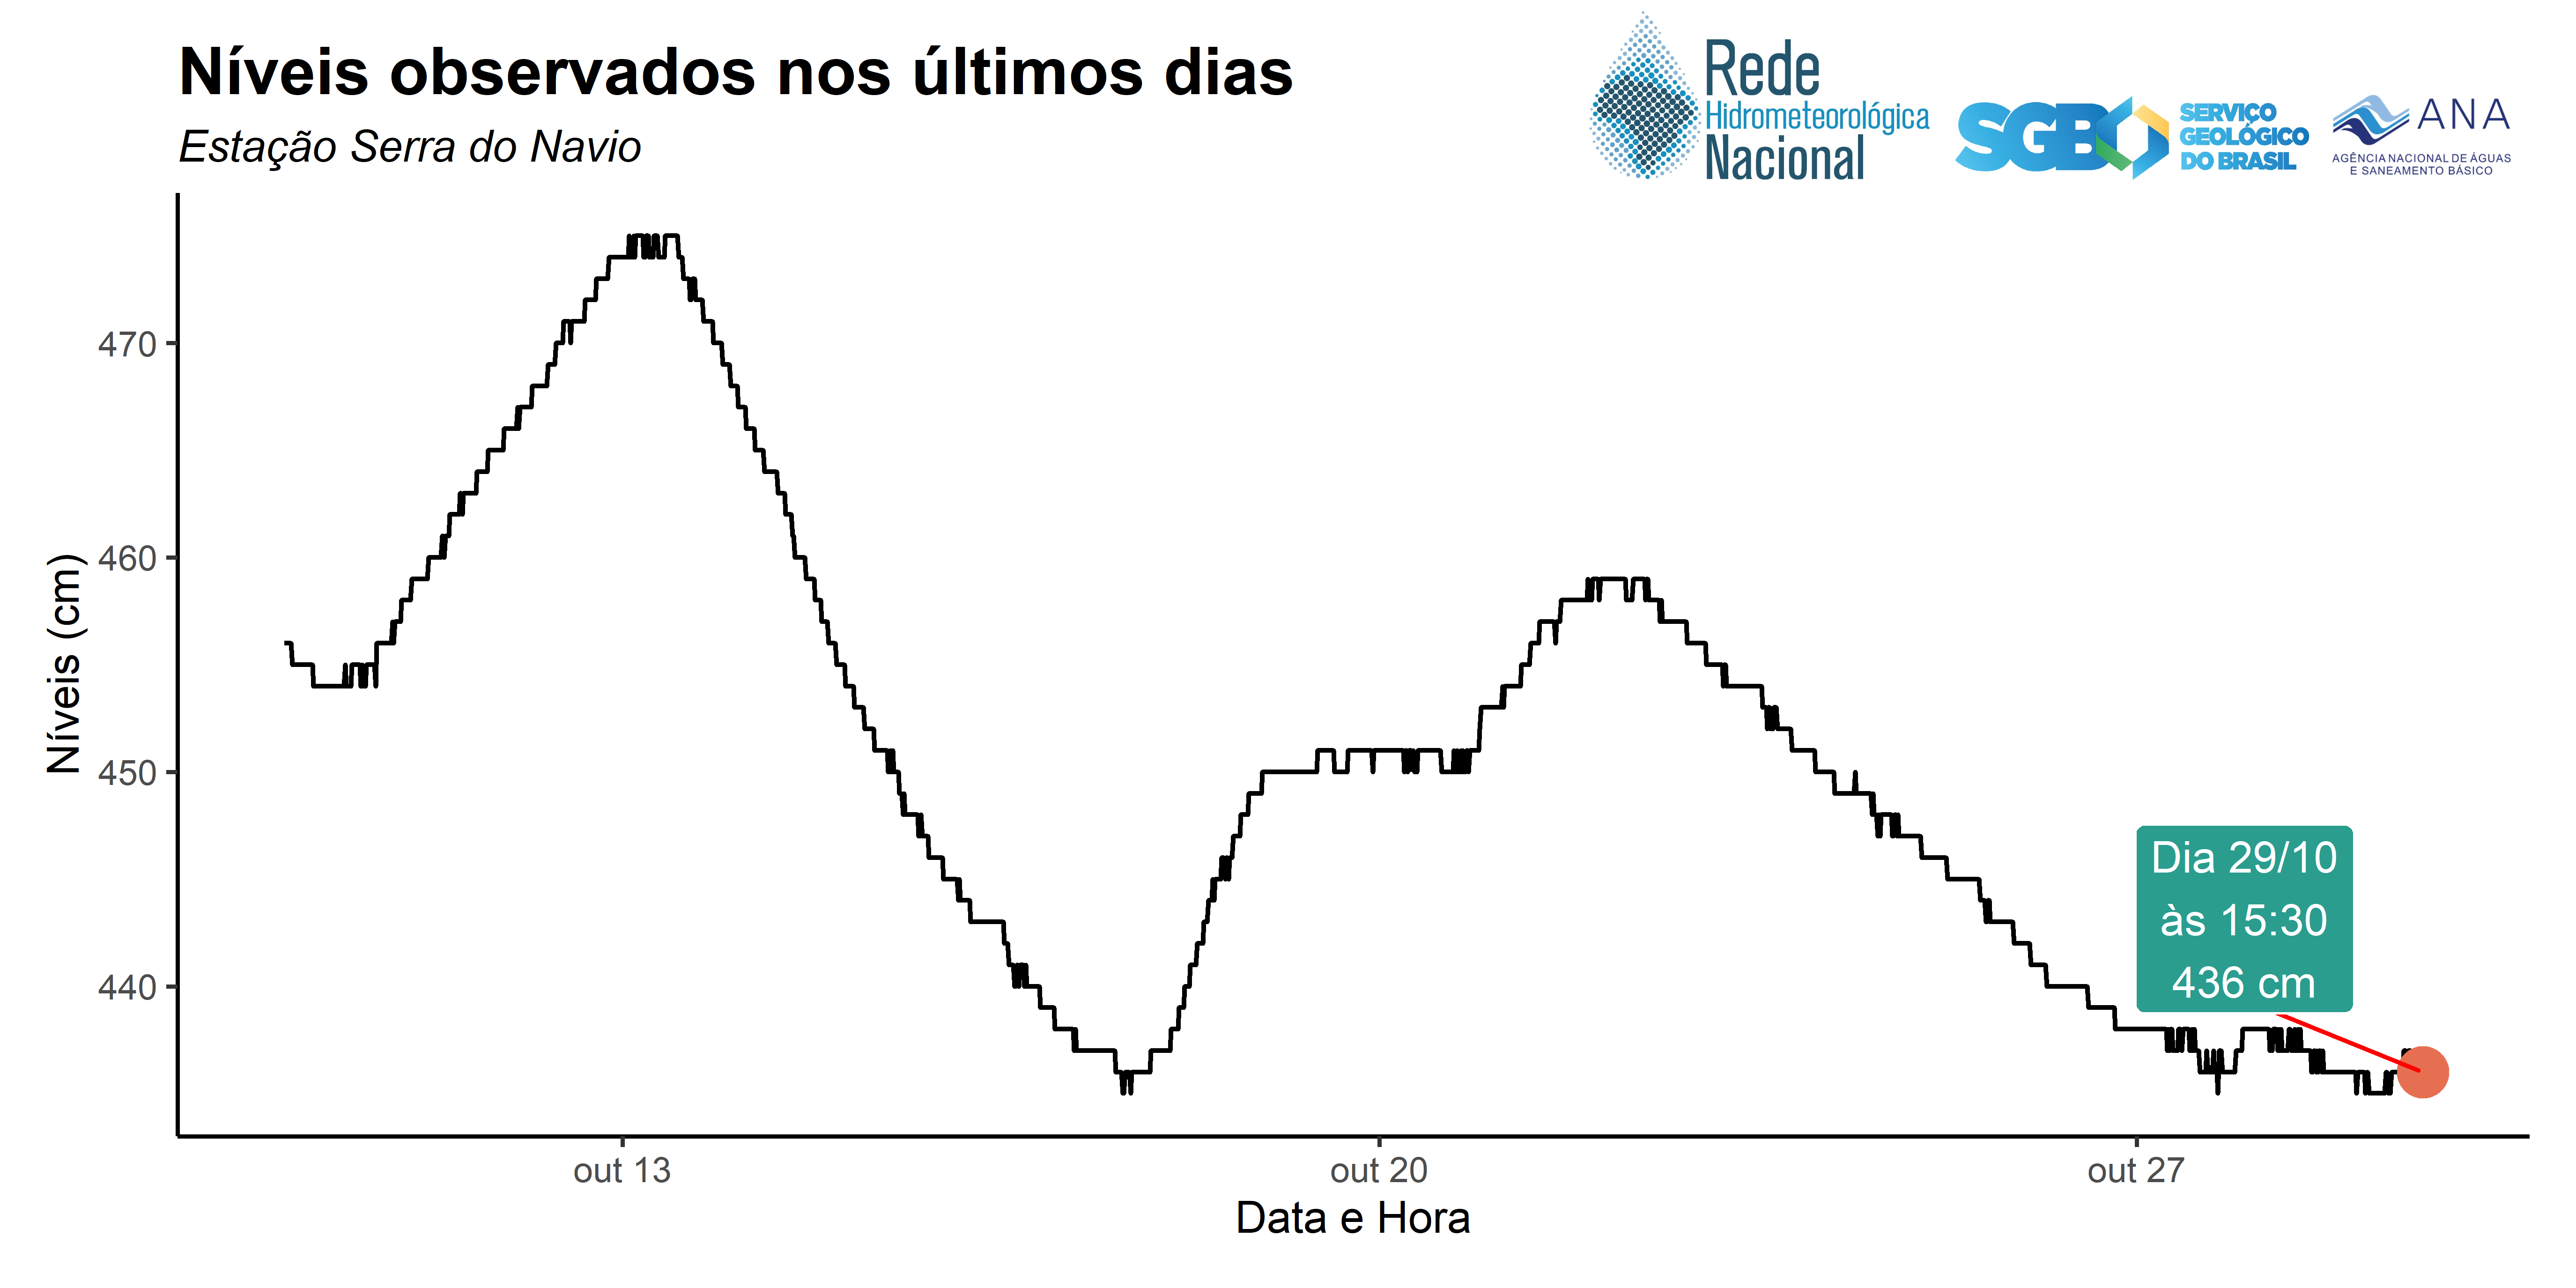 Níveis observados nos últimos dias
Estação Serra do Navio
Rede
Hidrometeorológica
Nacional
SGB
SERVIÇO
GEOLÓGICO
DO BRASIL
ANA
AGÊNCIA NACIONAL DE ÁGUAS
E SANEAMENTO BÁSICO
Níveis (cm)
470
460
450
440
Dia 29/10
às 15:30
436 cm
out 13
out 20
out 27
Data e Hora